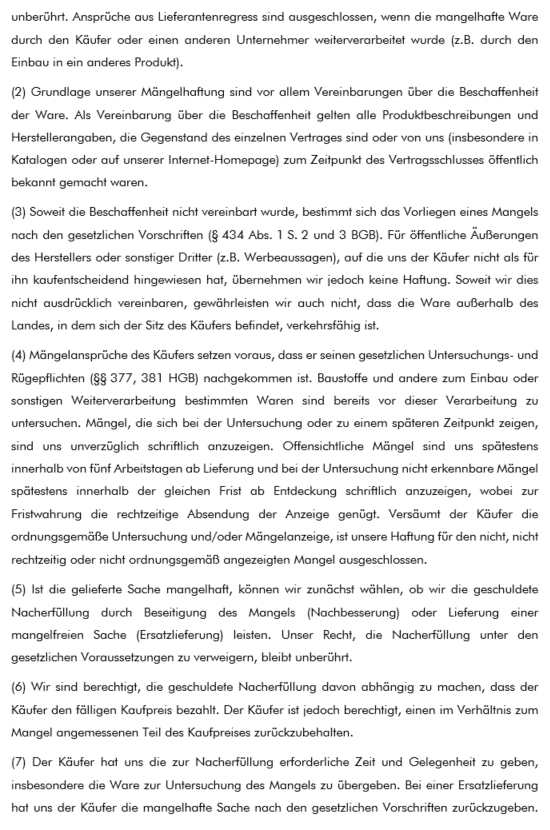 unberührt. Ansprüche aus Lieferantenregress sind ausgeschlossen, wenn die mangelhafte Ware
durch den Käufer oder einen anderen Unternehmer weiterverarbeitet wurde (z.B. durch den
Einbau in ein anderes Produkt).
(2) Grundlage unserer Mängelhaftung sind vor allem Vereinbarungen über die Beschaffenheit
der Ware. Als Vereinbarung über die Beschaffenheit gelten alle Produktbeschreibungen und
Herstellerangaben, die Gegenstand des einzelnen Vertrages sind oder von uns (insbesondere in
Katalogen oder auf unserer Internet-Homepage) zum Zeitpunkt des Vertragsschlusses öffentlich
bekannt gemacht waren.
(3) Soweit die Beschaffenheit nicht vereinbart wurde, bestimmt sich das Vorliegen eines Mangels
nach den gesetzlichen Vorschriften (§ 434 Abs. 1 S. 2 und 3 BGB). Für öffentliche Äußerungen
des Herstellers oder sonstiger Dritter (z.B. Werbeaussagen), auf die uns der Käufer nicht als für
ihn kaufentscheidend hingewiesen hat, übernehmen wir jedoch keine Haftung. Soweit wir dies
nicht ausdrücklich vereinbaren, gewährleisten wir auch nicht, dass die Ware außerhalb des
Landes, in dem sich der Sitz des Käufers befindet, verkehrsfähig ist.
(4) Mängelansprüche des Käufers setzen voraus, dass er seinen gesetzlichen Untersuchungs- und
Rügepflichten (§§ 377, 381 HGB) nachgekommen ist. Baustoffe und andere zum Einbau oder
sonstigen Weiterverarbeitung bestimmten Waren sind bereits vor dieser Verarbeitung zu
untersuchen. Mängel, die sich bei der Untersuchung oder zu einem späteren Zeitpunkt zeigen,
sind uns unverzüglich schriftlich anzuzeigen. Offensichtliche Mängel sind uns spätestens
innerhalb von fünf Arbeitstagen ab Lieferung und bei der Untersuchung nicht erkennbare Mängel
spätestens innerhalb der gleichen Frist ab Entdeckung schriftlich anzuzeigen, wobei zur
Fristwahrung die rechtzeitige Absendung der Anzeige genügt. Versäumt der Käufer die
ordnungsgemäße Untersuchung und/oder Mängelanzeige, ist unsere Haftung für den nicht, nicht
rechtzeitig oder nicht ordnungsgemäß angezeigten Mangel ausgeschlossen.
(5) Ist die gelieferte Sache mangelhaft, können wir zunächst wählen, ob wir die geschuldete
Nacherfüllung durch Beseitigung des Mangels (Nachbesserung) oder Lieferung einer
mangelfreien Sache (Ersatzlieferung) leisten. Unser Recht, die Nacherfüllung unter den
gesetzlichen Voraussetzungen zu verweigern, bleibt unberührt.
(6) Wir sind berechtigt, die geschuldete Nacherfüllung davon abhängig zu machen, dass der
Käufer den fälligen Kaufpreis bezahlt. Der Käufer ist jedoch berechtigt, einen im Verhältnis zum
Mangel angemessenen Teil des Kaufpreises zurückzubehalten.
(7) Der Käufer hat uns die zur Nacherfüllung erforderliche Zeit und Gelegenheit zu geben,
insbesondere die Ware zur Untersuchung des Mangels zu übergeben. Bei einer Ersatzlieferung
hat uns der Käufer die mangelhafte Sache nach den gesetzlichen Vorschriften zurückzugeben.